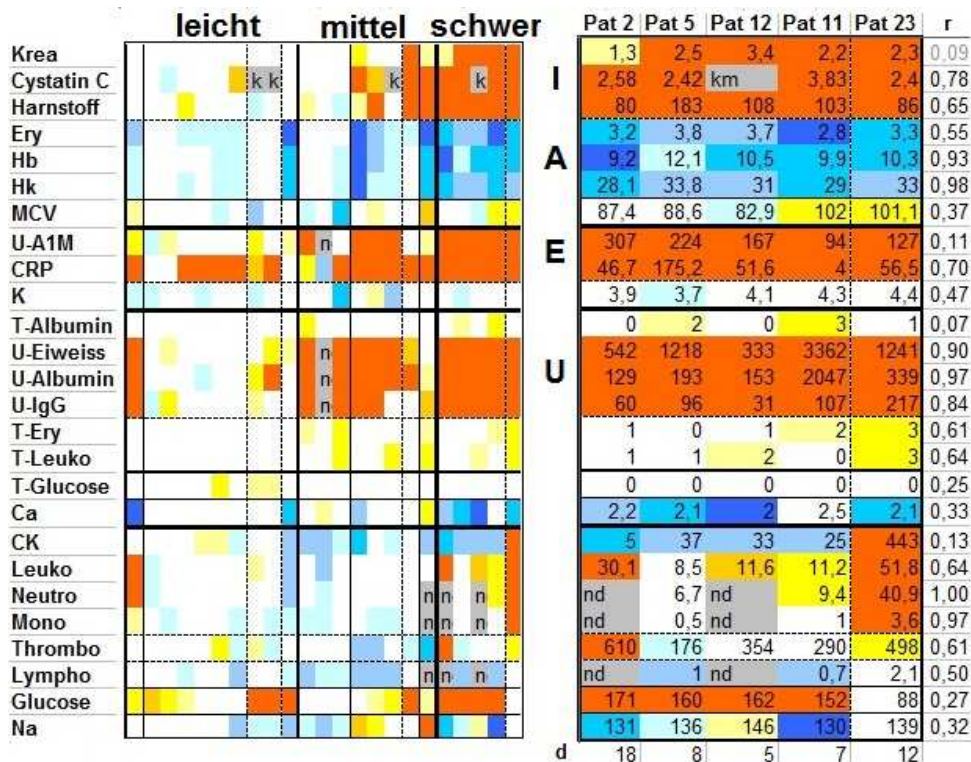 leicht mittel schwer Pat 2 Pat 5 Pat 12 Pat 11 Pat 23 r
Krea 1,3 2,5 3,4 2,2 2,3 0,09
Cystatin C k k k k I 2,58 2,42 km 3,83 2,4 0,78
Harnstoff 80 183 108 103 86 0,65
Ery 3,2 3,8 3,7 2,8 3,3 0,55
Hb A 9,2 12,1 10,5 9,9 10,3 0,93
Hk 28,1 33,8 31 29 33 0,98
MCV 87,4 88,6 82,9 102 101,1 0,37
U-A1M n 307 224 167 94 127 0,11
CRP E 46,7 175,2 51,6 4 56,5 0,70
K 3,9 3,7 4,1 4,3 4,4 0,47
T-Albumin 0 2 0 3 1 0,07
U-Eiweiss n 542 1218 333 3362 1241 0,90
U-Albumin n U 129 193 153 2047 339 0,97
U-IgG n 60 96 31 107 217 0,84
T-Ery 1 0 1 2 3 0,61
T-Leuko 1 1 2 0 3 0,64
T-Glucose 0 0 0 0 0 0,25
Ca 2,2 2,1 2 2,5 2,1 0,33
CK 5 37 33 25 443 0,13
Leuko 30,1 8,5 11,6 11,2 51,8 0,64
Neutro n n n nd 6,7 nd 9,4 40,9 1,00
Mono n n n nd 0,5 nd 1 3,6 0,97
Thrombo 610 176 354 290 498 0,61
Lympho n n n nd 1 nd 0,7 2,1 0,50
Glucose 171 160 162 152 88 0,27
Na 131 136 146 130 139 0,32
d 18 8 5 7 12